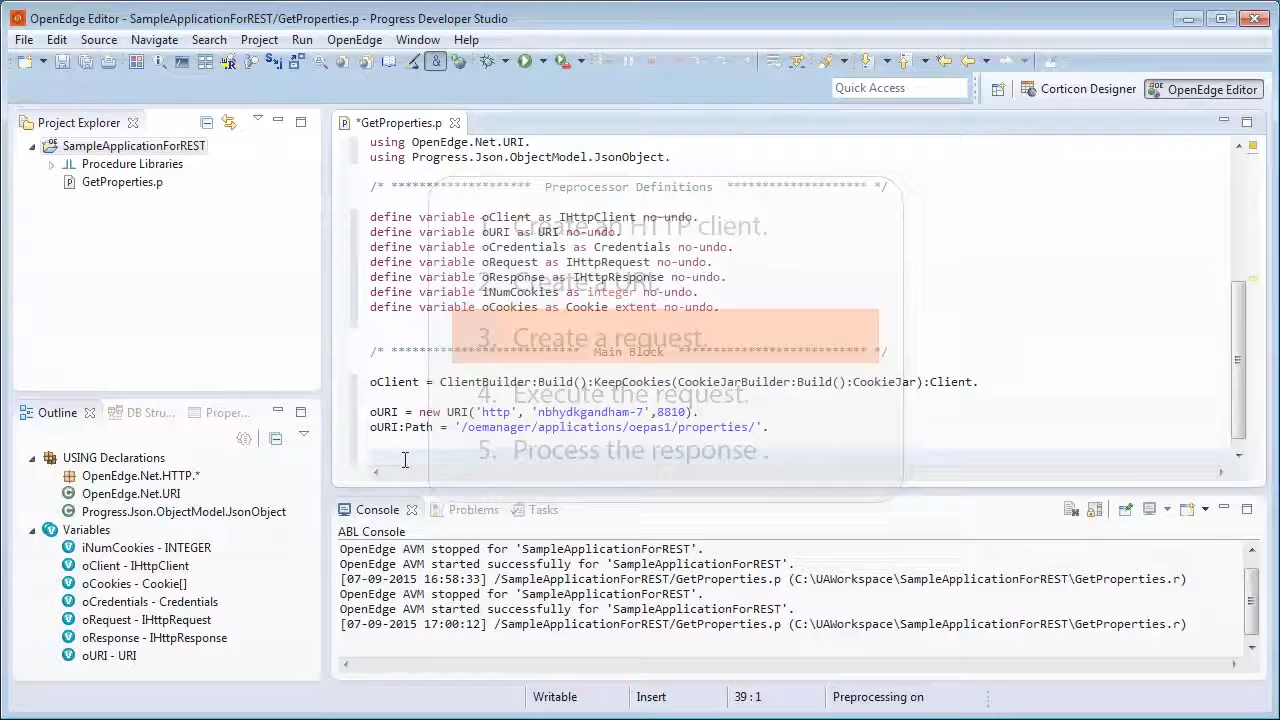 OpenEdge Editor - SampleApplicationForREST/GetProperties.p - Progress Developer Studio
File Edit Source Navigate Search Project Run OpenEdge Window Help
Quick Access
Corticon Designer
OpenEdge Editor
Project Explorer
SampleApplicationForREST
Procedure Libraries
GetProperties.p
*GetProperties.p
using OpenEdge.Net.URI.
using Progress.Json.ObjectModel.JsonObject.
/* ******************** Preprocessor Definitions ******************** */
define variable oClient as IHttpClient no-undo.
define variable oURI as URI no-undo.
define variable oCredentials as Credentials no-undo.
define variable oRequest as IHttpRequest no-undo.
define variable oResponse as IHttpResponse no-undo.
define variable iNumCookies as integer no-undo.
define variable oCookies as Cookie extent no-undo.
/* *************************** Main Block *************************** */
oClient = ClientBuilder:Build():KeepCookies(CookieJarBuilder:Build():CookieJar):Client.
oURI = new URI('http', 'nbhydkgandham-7',8810).
oURI:Path = '/oemanager/applications/oepas1/properties/'.
1. Create an HTTP client.
2. Create a URI.
3. Create a request.
4. Execute the request.
5. Process the response .
Outline
DB Stru...
Proper...
USING Declarations
OpenEdge.Net.HTTP.*
OpenEdge.Net.URI
Progress.Json.ObjectModel.JsonObject
Variables
iNumCookies - INTEGER
oClient - IHttpClient
oCookies - Cookie[]
oCredentials - Credentials
oRequest - IHttpRequest
oResponse - IHttpResponse
oURI - URI
Console
Problems
Tasks
ABL Console
OpenEdge AVM stopped for 'SampleApplicationForREST'.
OpenEdge AVM started successfully for 'SampleApplicationForREST'.
[07-09-2015 16:58:33] /SampleApplicationForREST/GetProperties.p (C:\UAWorkspace\SampleApplicationForREST\GetProperties.r)
OpenEdge AVM stopped for 'SampleApplicationForREST'.
OpenEdge AVM started successfully for 'SampleApplicationForREST'.
[07-09-2015 17:00:12] /SampleApplicationForREST/GetProperties.p (C:\UAWorkspace\SampleApplicationForREST\GetProperties.r)
Writable
Insert
39 : 1
Preprocessing on